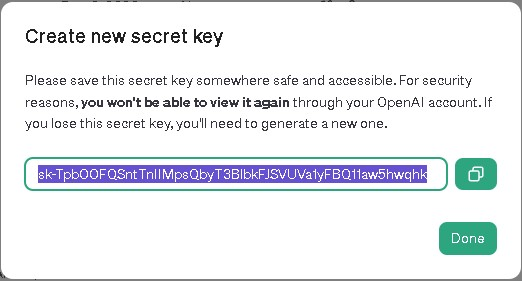 Create new secret key
Please save this secret key somewhere safe and accessible. For security
reasons, you won't be able to view it again through your OpenAI account. If
you lose this secret key, you'll need to generate a new one.
Done